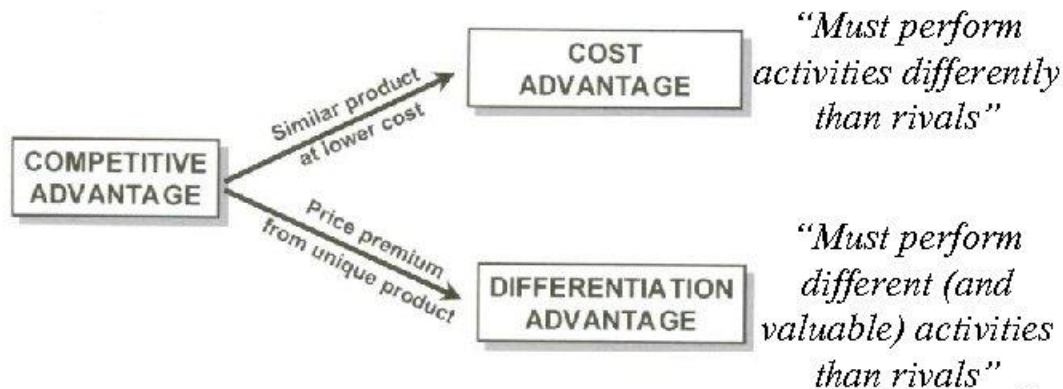 COMPETITIVE
ADVANTAGE
Similar product
at lower cost
COST
ADVANTAGE
“Must perform
activities differently
than rivals”
Price premium
from unique product
DIFFERENTIATION
ADVANTAGE
“Must perform
different (and
valuable) activities
than rivals”